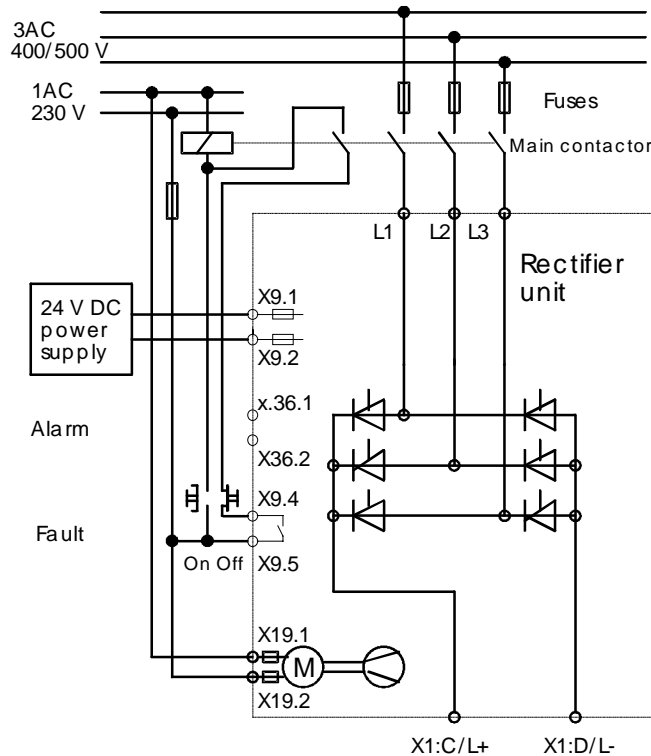 3AC
400/500 V
1AC
230 V
Fuses
Main contactor
L1
L2
L3
Rectifier
unit
X9.1
24 V DC
power
supply
X9.2
x.36.1
Alarm
X36.2
X9.4
Fault
On Off
X9.5
X19.1
M
X19.2
X1:C/L+
X1:D/L-